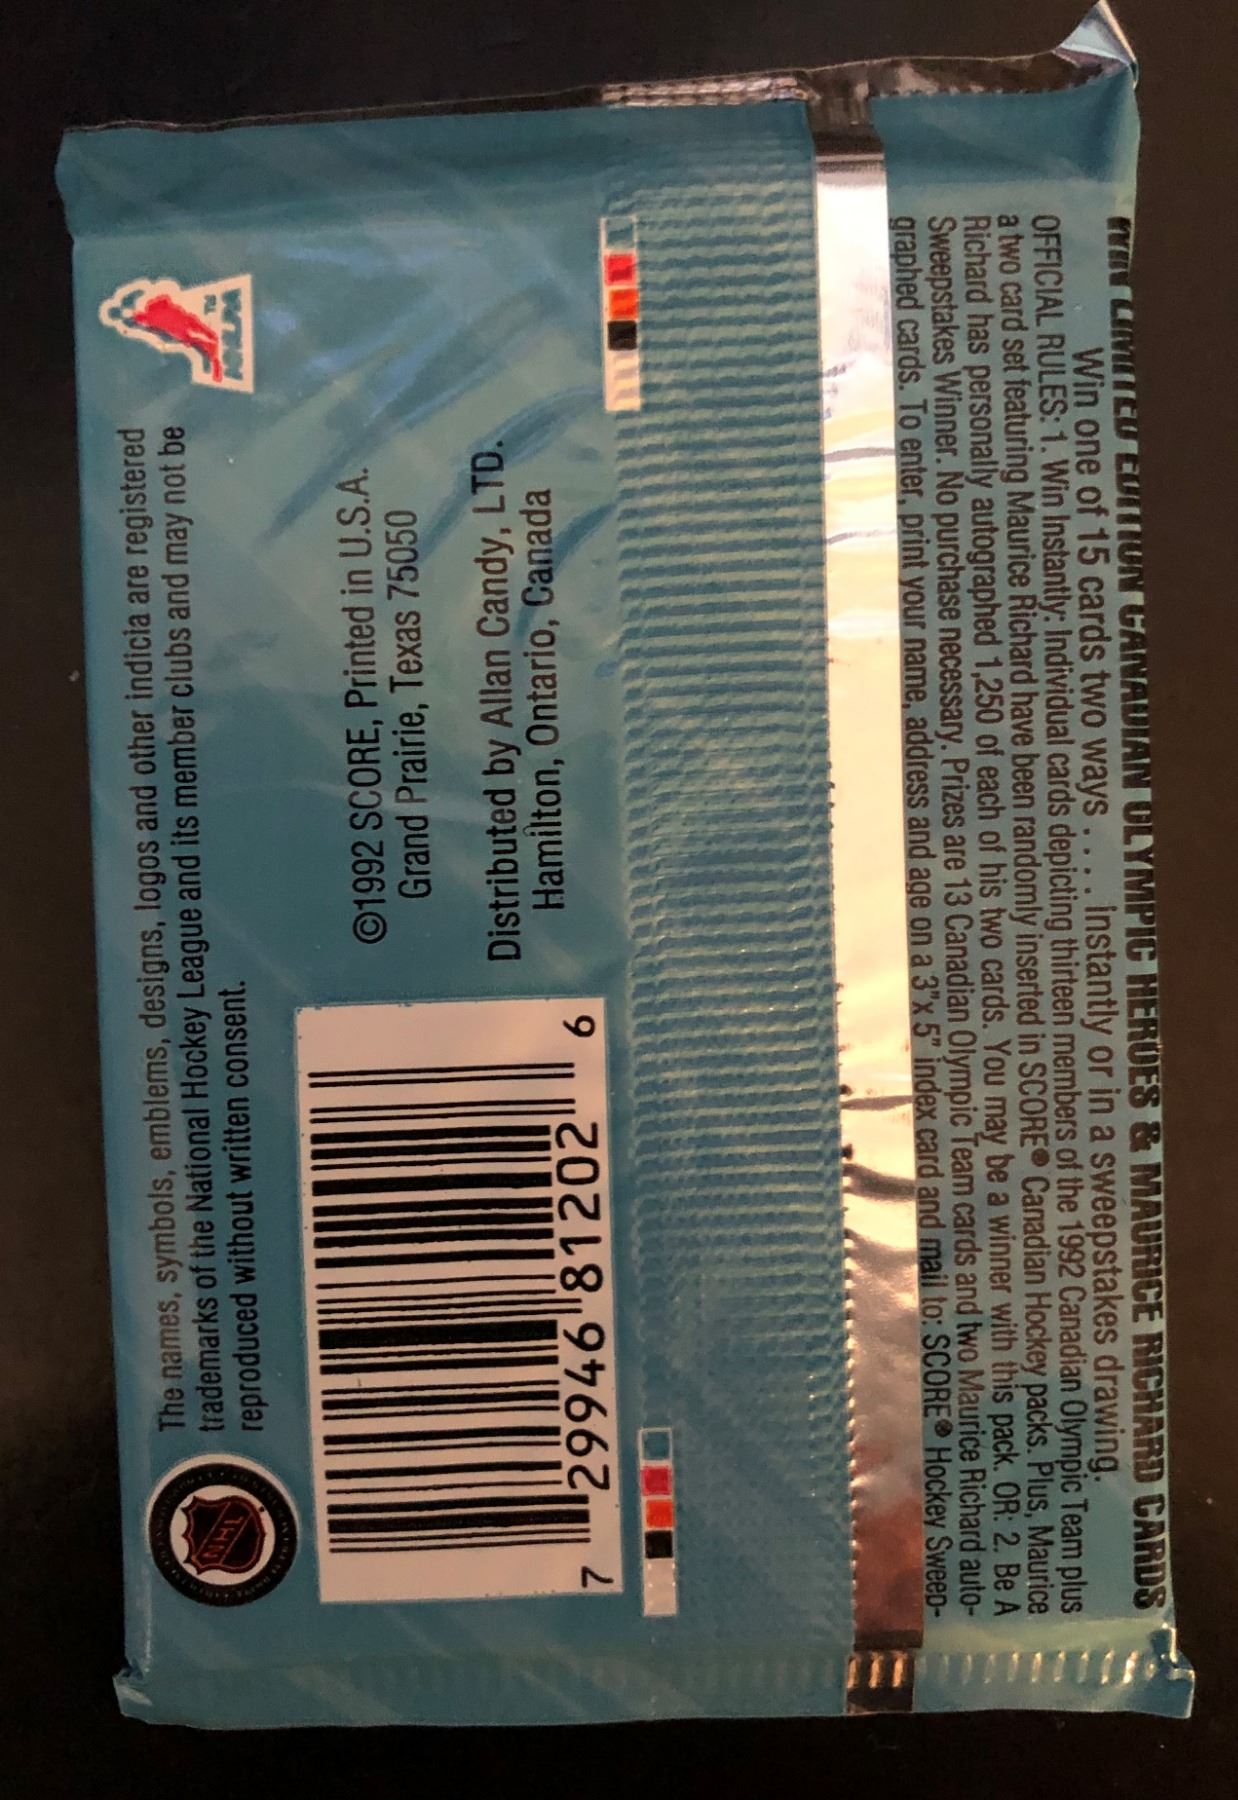 WIN LIMITED EDITION CANADIAN OLYMPIC HEROES & MAURICE RICHARD CARDS
Win one of 15 cards two ways . . . . Instantly or in a sweepstakes drawing.
OFFICIAL RULES: 1. Win Instantly: Individual cards depicting thirteen members of the 1992 Canadian Olympic Team plus
a two card set featuring Maurice Richard have been randomly inserted in SCORE® Canadian Hockey packs. Plus, Maurice
Richard has personally autographed 1,250 of each of his two cards. You may be a winner with this pack. OR: 2. Be A
Sweepstakes Winner. No purchase necessary. Prizes are 13 Canadian Olympic Team cards and two Maurice Richard auto-
graphed cards. To enter, print your name, address and age on a 3"x 5" index card and mail to: SCORE® Hockey Sweep-
The names, symbols, emblems, designs, logos and other indicia are registered
trademarks of the National Hockey League and its member clubs and may not be
reproduced without written consent.
NHL
©1992 SCORE, Printed in U.S.A.
Grand Prairie, Texas 75050
Distributed by Allan Candy, LTD.
Hamilton, Ontario, Canada
7 29946 81202 6
NHLPA